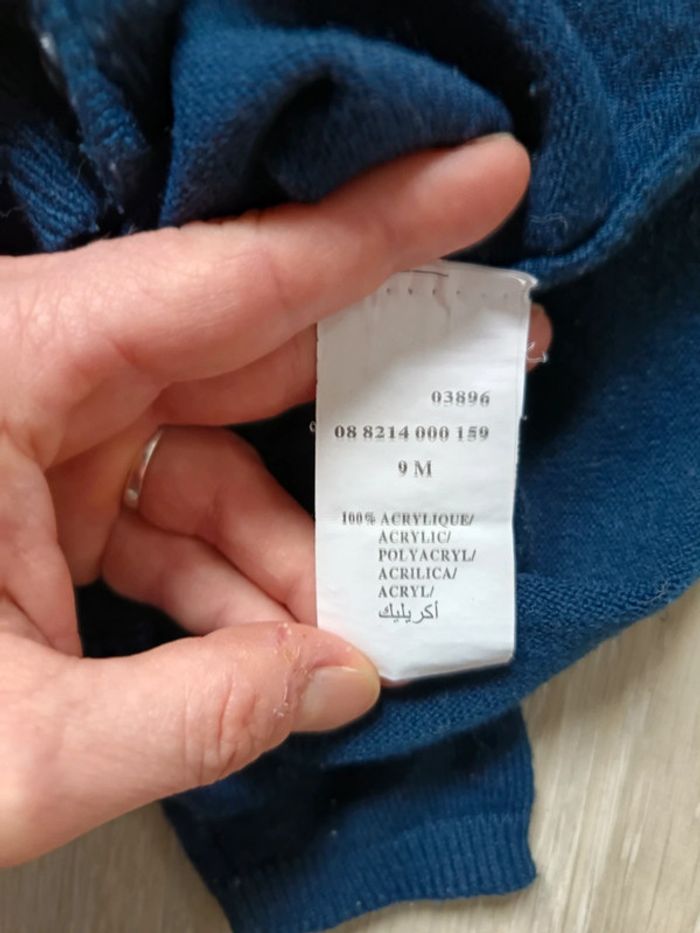 03896
08 8214 000 159
9 M
100% ACRYLIQUE/
ACRYLIC/
POLYACRYL/
ACRILICA/
ACRYL/
أكريليك